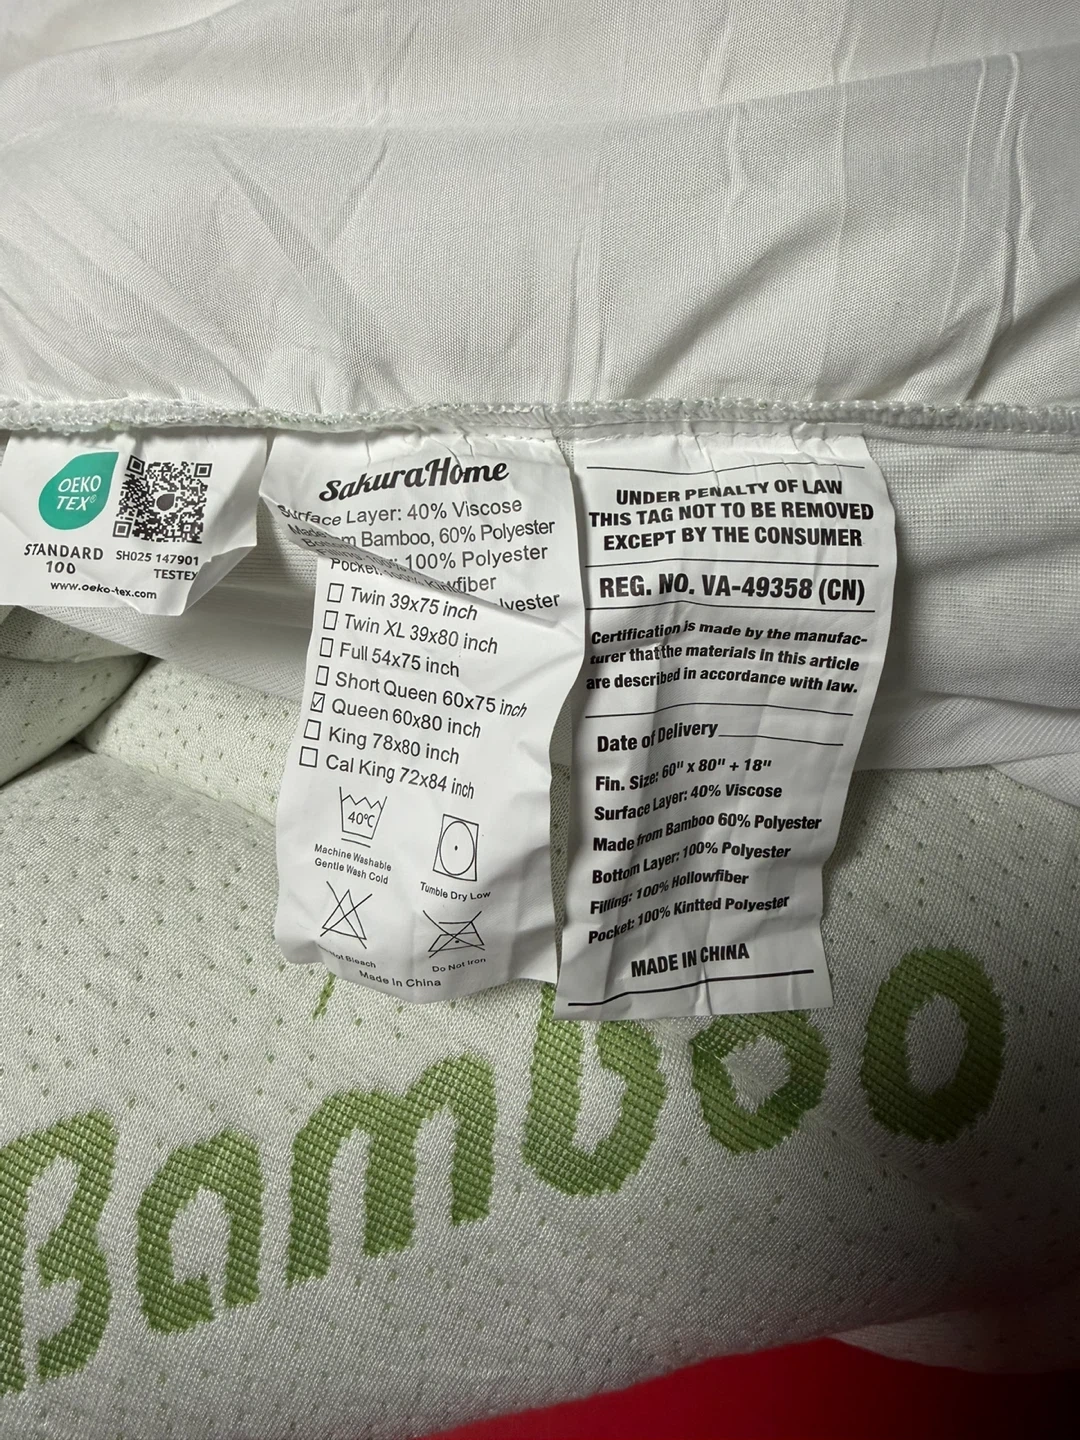 OEKO
TEX®
STANDARD
100
SH025 147901
TESTEX
www.oeko-tex.com
SakuraHome
Surface Layer: 40% Viscose
Made m Bamboo, 60% Polyester
100% Polyester
Pocket: 100%
Twin 39x75 inch
Twin XL 39x80 inch
Full 54x75 inch
Short Queen 60x75 inch
Queen 60x80 inch
King 78x80 inch
Cal King 72x84 inch
40°C
Machine Washable
Gentle Wash Cold
Tumble Dry Low
Not Bleach
Do Not Iron
Made In China
UNDER PENALTY OF LAW
THIS TAG NOT TO BE REMOVED
EXCEPT BY THE CONSUMER
REG. NO. VA-49358 (CN)
Certification is made by the manufac-
turer that the materials in this article
are described in accordance with law.
Date of Delivery
Fin. Size: 60" x 80" + 18"
Surface Layer: 40% Viscose
Made from Bamboo 60% Polyester
Bottom Layer: 100% Polyester
Filling: 100% Hollowfiber
Pocket: 100% Kintted Polyester
MADE IN CHINA
Bamboo